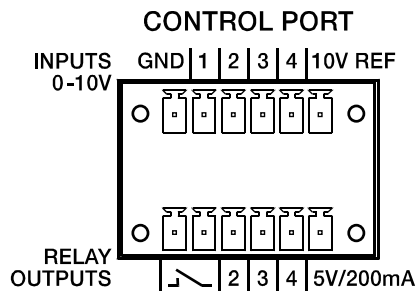 CONTROL PORT
INPUTS
0-10V
GND 1 2 3 4 10V REF
RELAY
OUTPUTS
2 3 4 5V/200mA